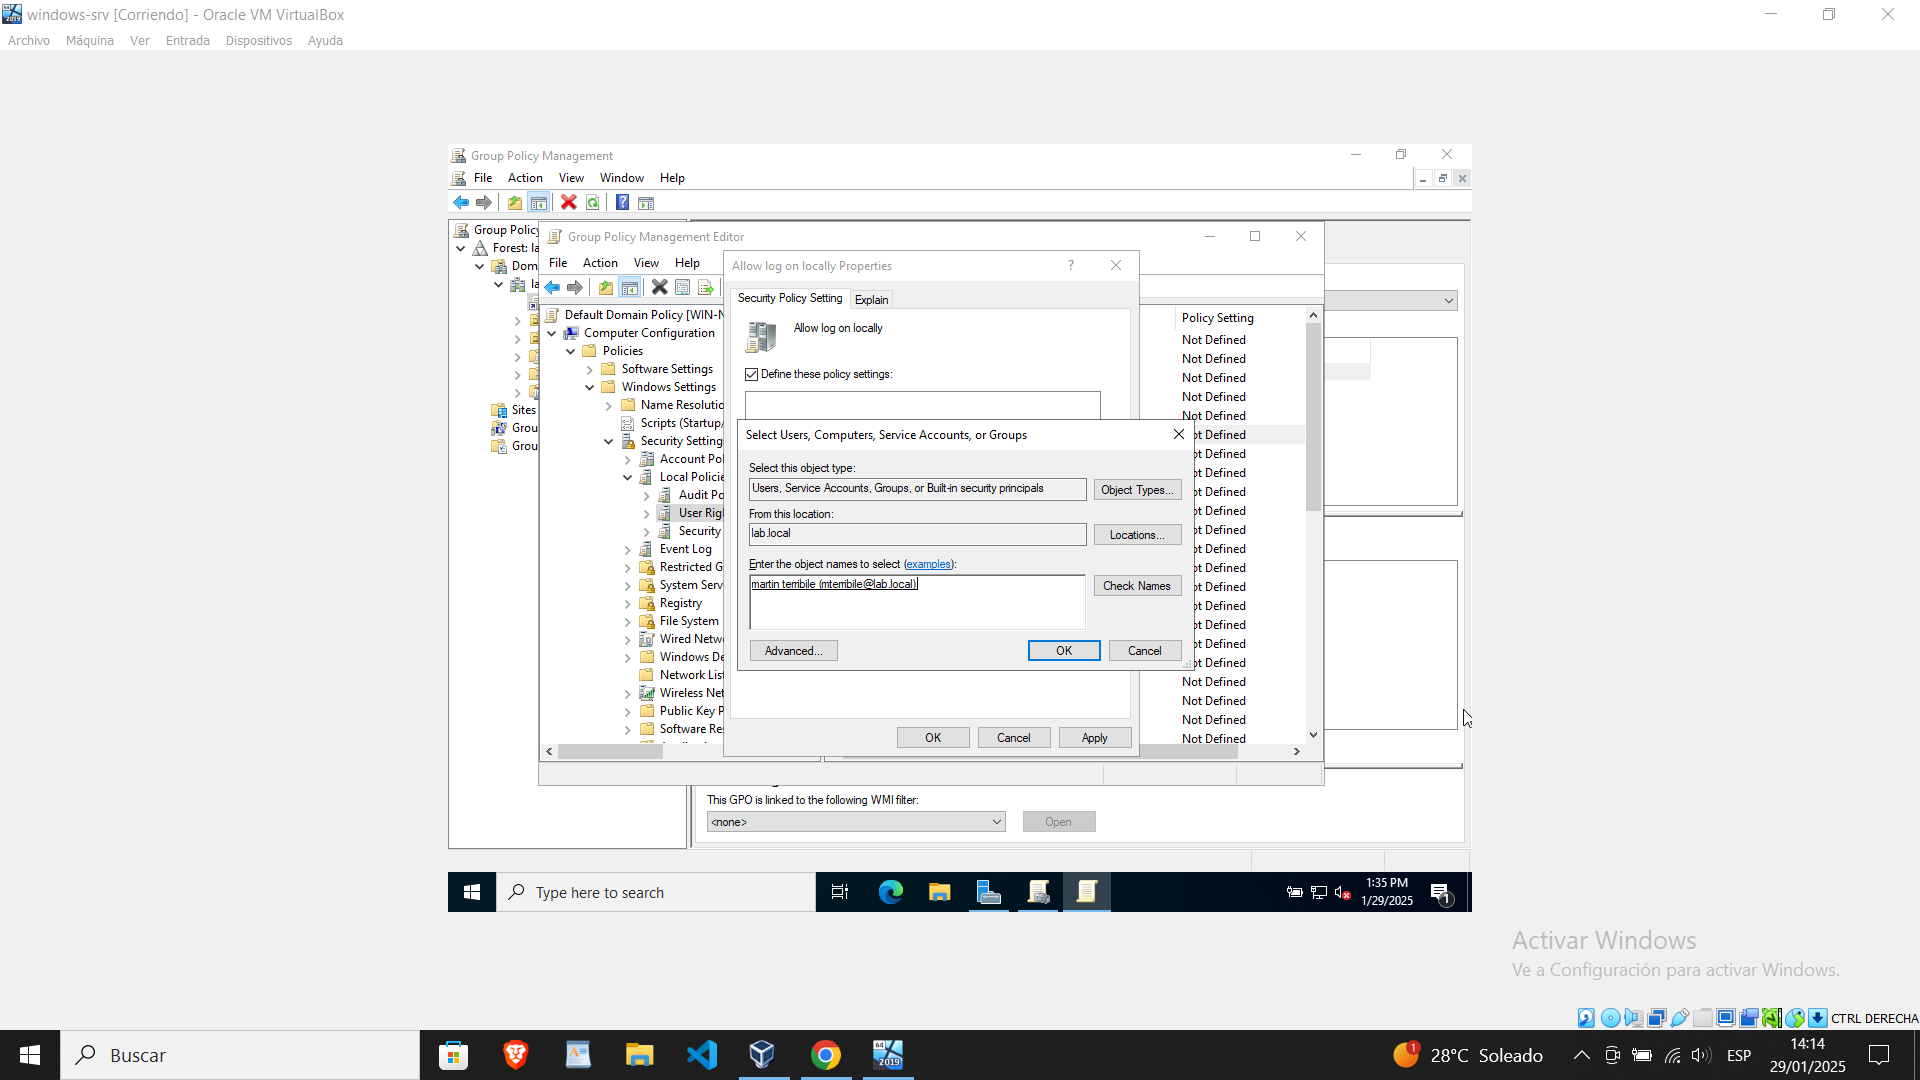 windows-srv [Corriendo] - Oracle VM VirtualBox
Archivo Máquina Ver Entrada Dispositivos Ayuda
Group Policy Management
File Action View Window Help
Group Policy
Forest: la
Dom
la
Sites
Grou
Grou
Group Policy Management Editor
File Action View Help
Default Domain Policy [WIN-N
Computer Configuration
Policies
Software Settings
Windows Settings
Name Resolutio
Scripts (Startup/
Security Setting
Account Pol
Local Policie
Audit Po
User Rig
Security
Event Log
Restricted G
System Serv
Registry
File System
Wired Netw
Windows De
Network List
Wireless Net
Public Key P
Software Res
Policy Setting
Not Defined
Not Defined
Not Defined
Not Defined
Not Defined
ot Defined
ot Defined
ot Defined
ot Defined
ot Defined
ot Defined
ot Defined
ot Defined
ot Defined
ot Defined
ot Defined
ot Defined
ot Defined
Not Defined
Not Defined
Not Defined
Not Defined
Allow log on locally Properties
?
Security Policy Setting Explain
Allow log on locally
Define these policy settings:
Select Users, Computers, Service Accounts, or Groups
Select this object type:
Users, Service Accounts, Groups, or Built-in security principals
Object Types...
From this location:
lab.local
Locations...
Enter the object names to select (examples):
martin terribile (mterribile@lab.local)
Check Names
Advanced...
OK
Cancel
OK Cancel Apply
This GPO is linked to the following WMI filter:
<none>
Open
Type here to search
1:35 PM
1/29/2025
1
Activar Windows
Ve a Configuración para activar Windows.
CTRL DERECHA
Buscar
64
2019
1
28°C Soleado
ESP
14:14
29/01/2025